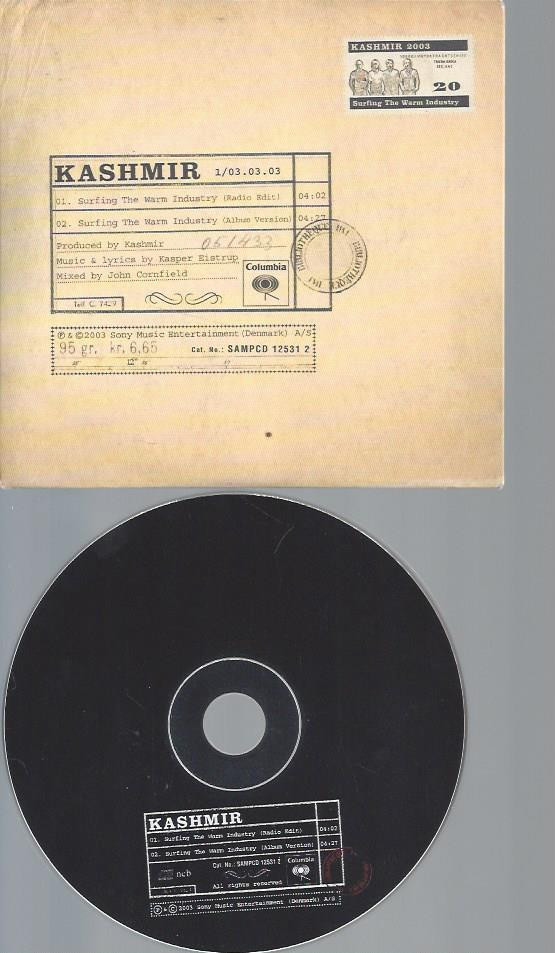 KASHMIR 2003
20
Surfing The Warm Industry
KASHMIR 1/03.03.03
01. Surfing The Warm Industry (Radio Edit) 04:02
02. Surfing The Warm Industry (Album Version) 04:27
Produced by Kashmir 051433
Music & lyrics by Kasper Eistrup
Mixed by John Cornfield
Columbia
BIBLIOTHEQUE
BIBLIOTHEQUE
Ⓟ & ©2003 Sony Music Entertainment (Denmark) A/S
95 gr. kr. 6,65 Cat. No.: SAMPCD 12531 2
KASHMIR
01. Surfing The Warm Industry (Radio Edit) 04:02
02. Surfing The Warm Industry (Album Version) 04:27
Cat. No.: SAMPCD 12531 2
Columbia
ncb
All rights reserved
Ⓟ & ©2003 Sony Music Entertainment (Denmark) A/S